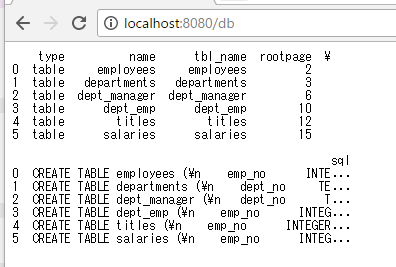 localhost:8080/db
type name tbl_name rootpage ¥
0 table employees employees 2
1 table departments departments 3
2 table dept_manager dept_manager 6
3 table dept_emp dept_emp 10
4 table titles titles 12
5 table salaries salaries 15
sql
0 CREATE TABLE employees (¥n emp_no INTE...
1 CREATE TABLE departments (¥n dept_no TE...
2 CREATE TABLE dept_manager (¥n dept_no T...
3 CREATE TABLE dept_emp (¥n emp_no INTEG...
4 CREATE TABLE titles (¥n emp_no INTEGER...
5 CREATE TABLE salaries (¥n emp_no INTEG...